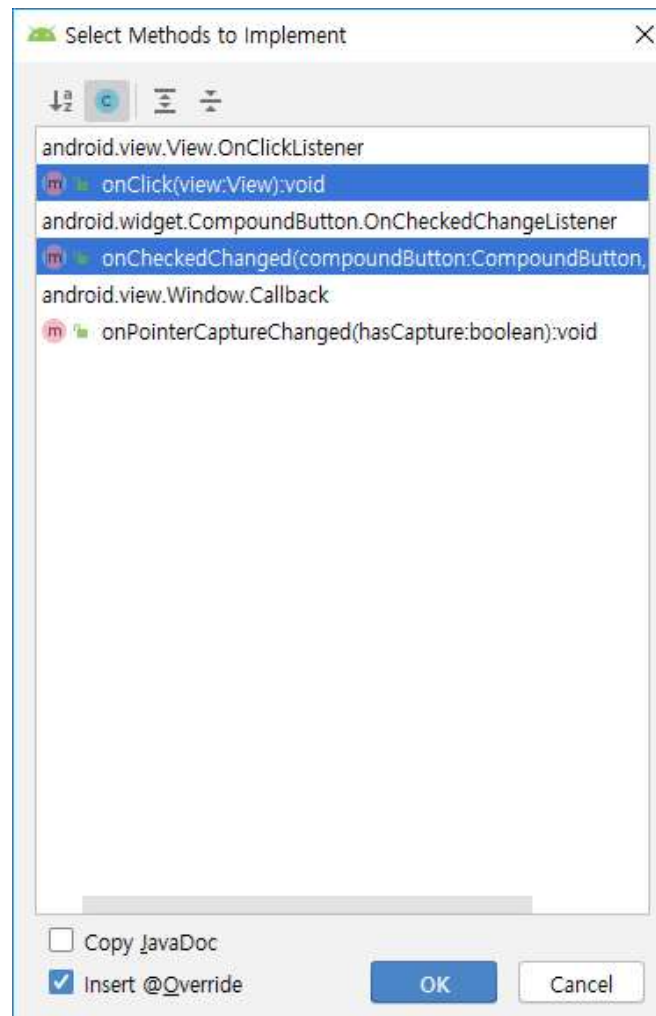 Select Methods to Implement
android.view.View.OnClickListener
onClick(view:View):void
android.widget.CompoundButton.OnCheckedChangeListener
onCheckedChanged(compoundButton:CompoundButton,
android.view.Window.Callback
onPointerCaptureChanged(hasCapture:boolean):void
Copy JavaDoc
Insert @Override
OK
Cancel